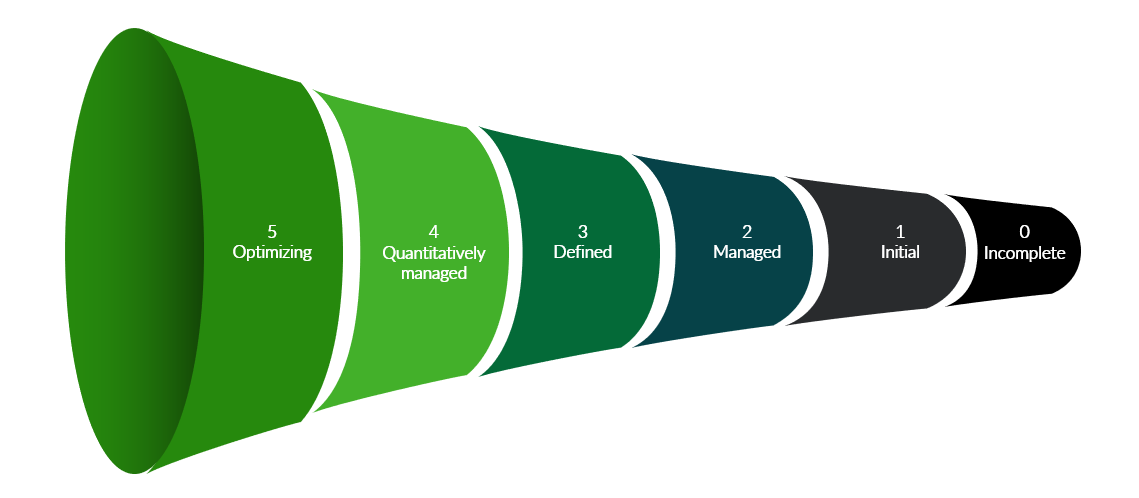 5
Optimizing
4
Quantitatively
managed
3
Defined
2
Managed
1
Initial
0
Incomplete